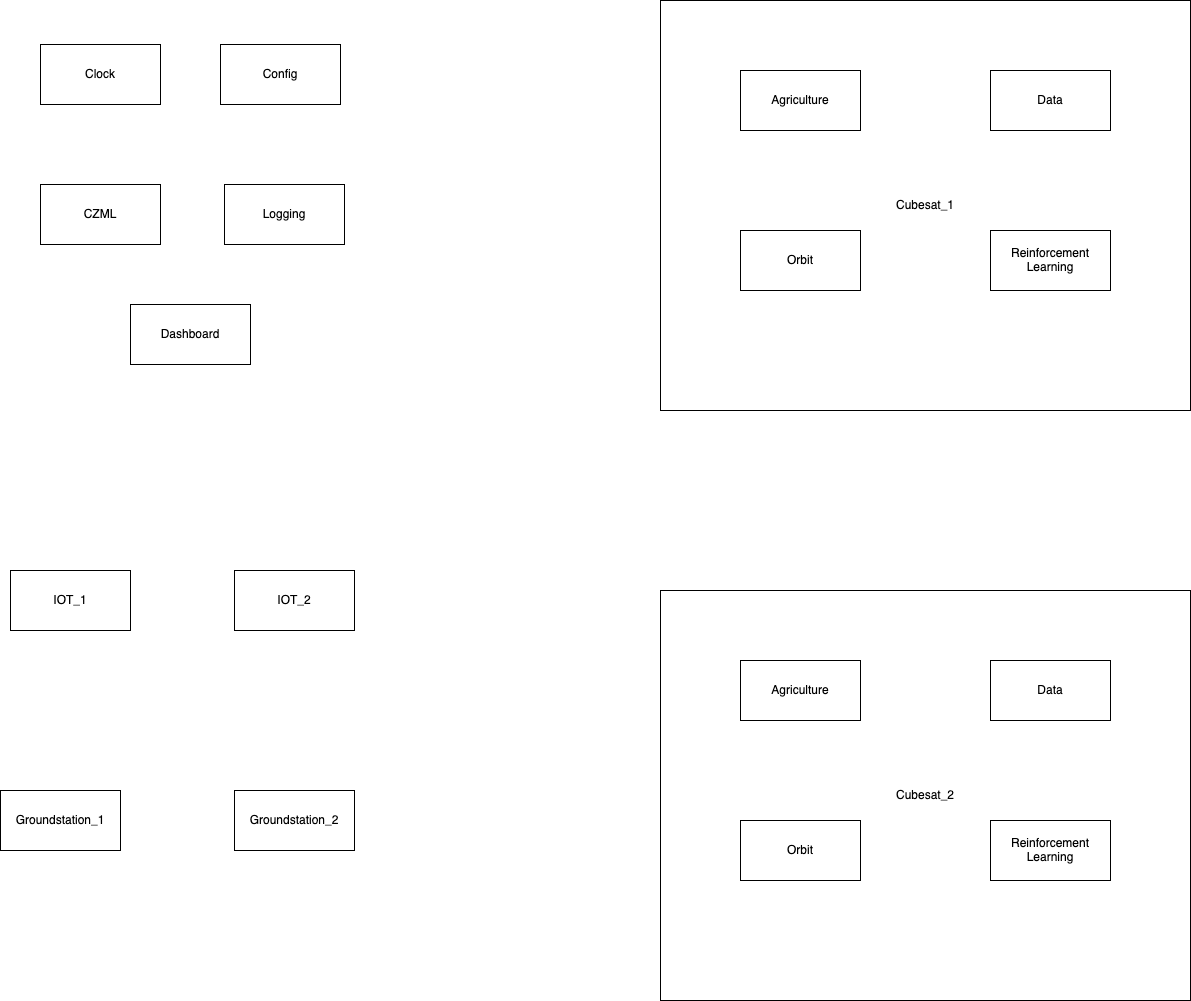 Clock
Config
CZML
Logging
Dashboard
Agriculture
Data
Cubesat_1
Orbit
Reinforcement
Learning
IOT_1
IOT_2
Groundstation_1
Groundstation_2
Agriculture
Data
Cubesat_2
Orbit
Reinforcement
Learning